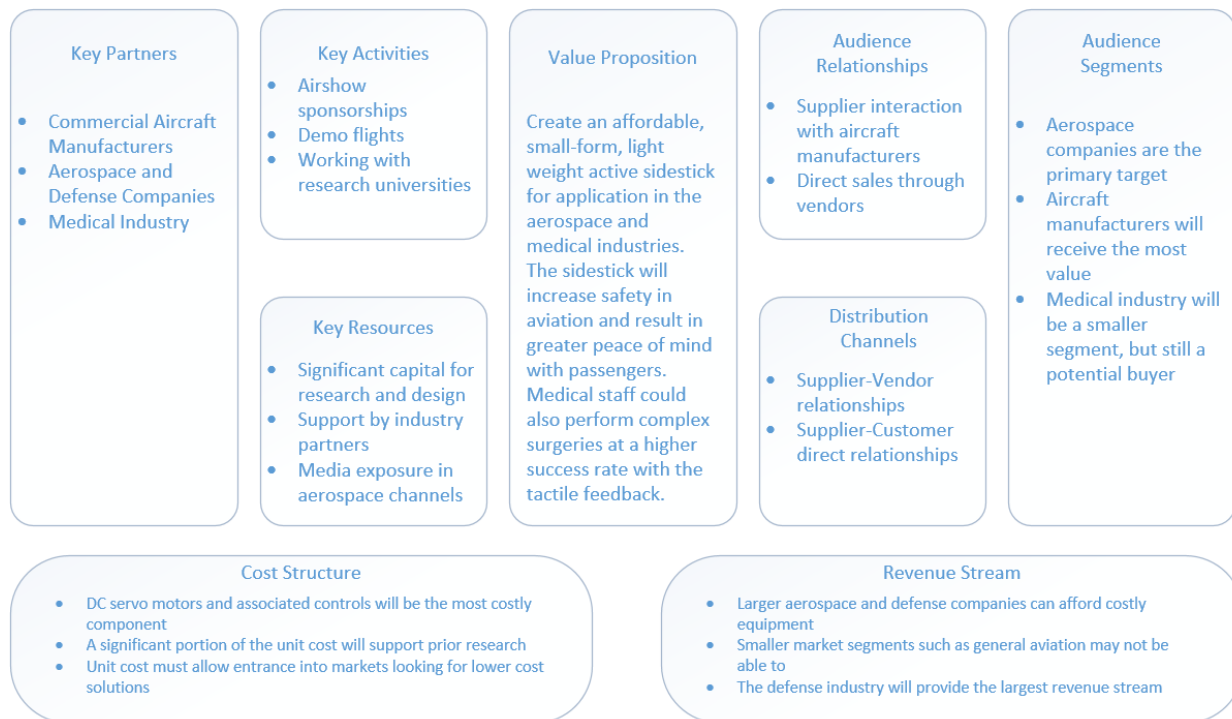 Key Partners
• Commercial Aircraft
Manufacturers
• Aerospace and
Defense Companies
• Medical Industry
Key Activities
• Airshow
sponsorships
• Demo flights
• Working with
research universities
Key Resources
• Significant capital for
research and design
• Support by industry
partners
• Media exposure in
aerospace channels
Value Proposition
Create an affordable,
small-form, light
weight active sidestick
for application in the
aerospace and
medical industries.
The sidestick will
increase safety in
aviation and result in
greater peace of mind
with passengers.
Medical staff could
also perform complex
surgeries at a higher
success rate with the
tactile feedback.
Audience
Relationships
• Supplier interaction
with aircraft
manufacturers
• Direct sales through
vendors
Distribution
Channels
• Supplier-Vendor
relationships
• Supplier-Customer
direct relationships
Audience
Segments
• Aerospace
companies are the
primary target
• Aircraft
manufacturers will
receive the most
value
• Medical industry will
be a smaller
segment, but still a
potential buyer
Cost Structure
• DC servo motors and associated controls will be the most costly
component
• A significant portion of the unit cost will support prior research
• Unit cost must allow entrance into markets looking for lower cost
solutions
Revenue Stream
• Larger aerospace and defense companies can afford costly
equipment
• Smaller market segments such as general aviation may not be
able to
• The defense industry will provide the largest revenue stream